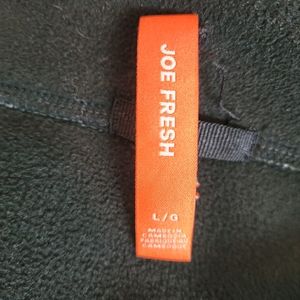 JOE FRESH
L/G
MADE IN
CAMBODIA
FABRIQUÉ AU
CAMBODGE